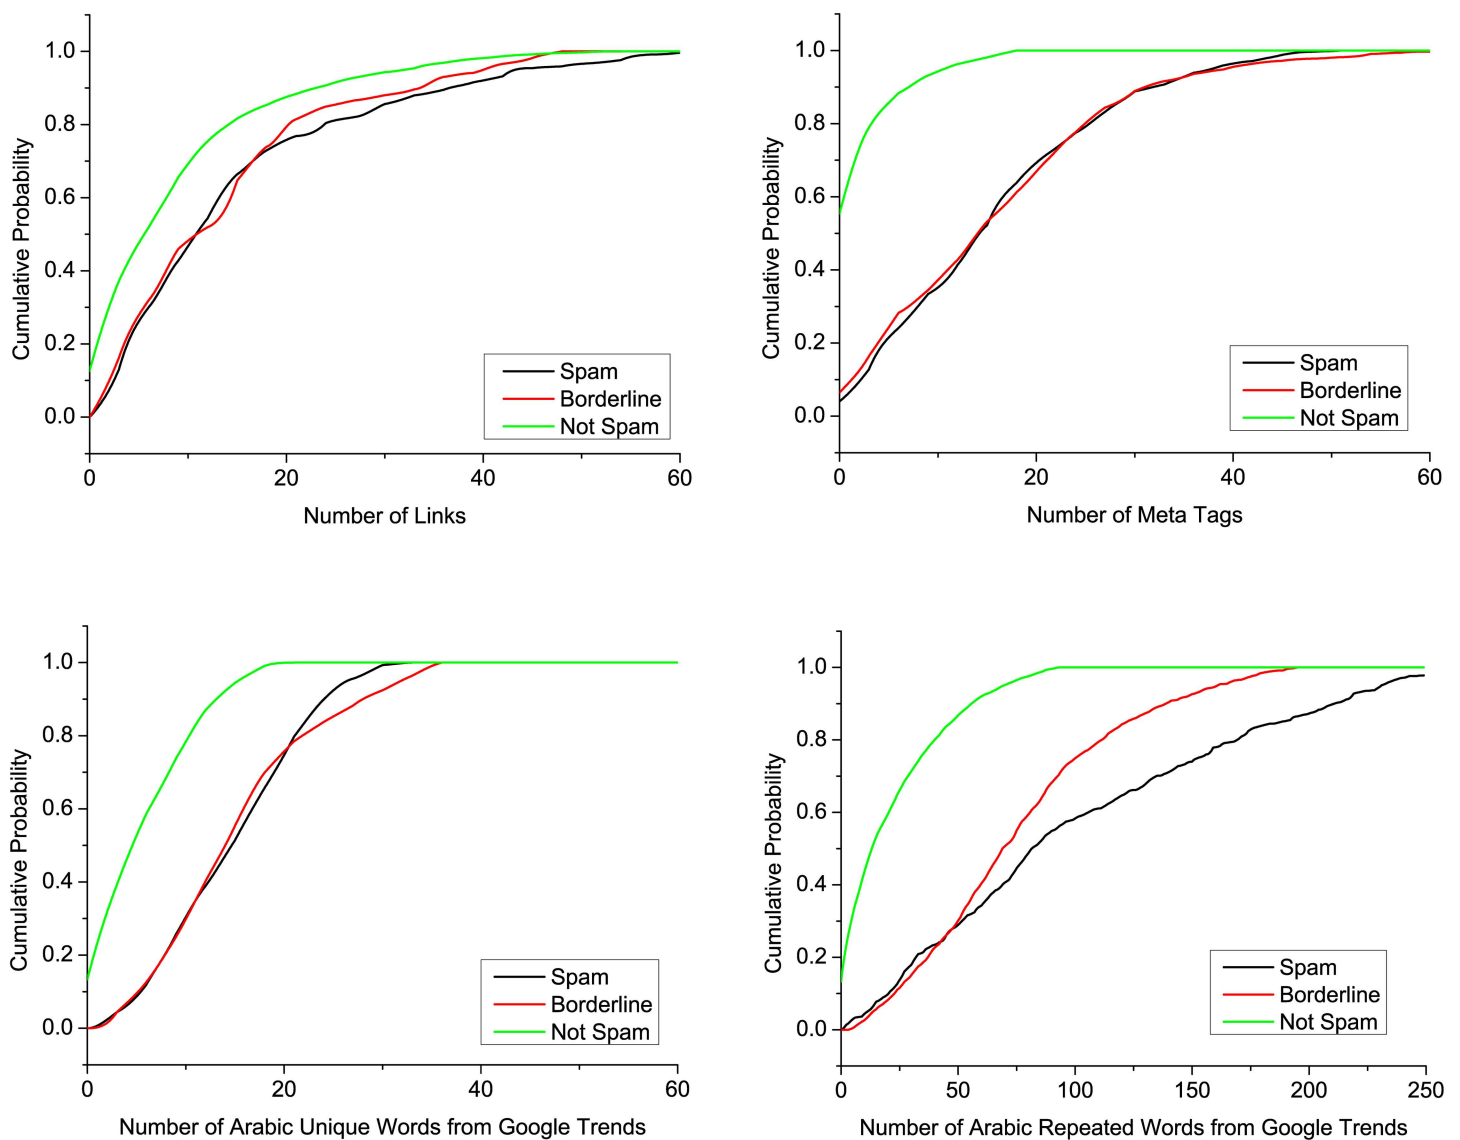 Cumulative Probability
1.0
0.8
0.6
0.4
0.2
0.0
0 20 40 60
Number of Links
Spam
Borderline
Not Spam
Cumulative Probability
1.0
0.8
0.6
0.4
0.2
0.0
0 20 40 60
Number of Meta Tags
Spam
Borderline
Not Spam
Cumulative Probability
1.0
0.8
0.6
0.4
0.2
0.0
0 20 40 60
Number of Arabic Unique Words from Google Trends
Spam
Borderline
Not Spam
Cumulative Probability
1.0
0.8
0.6
0.4
0.2
0.0
0 50 100 150 200 250
Number of Arabic Repeated Words from Google Trends
Spam
Borderline
Not Spam